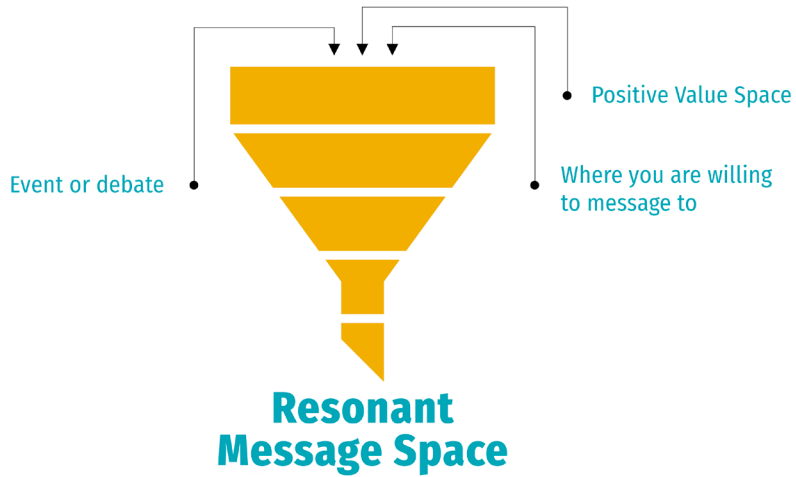 Positive Value Space
Event or debate
Where you are willing
to message to
Resonant
Message Space